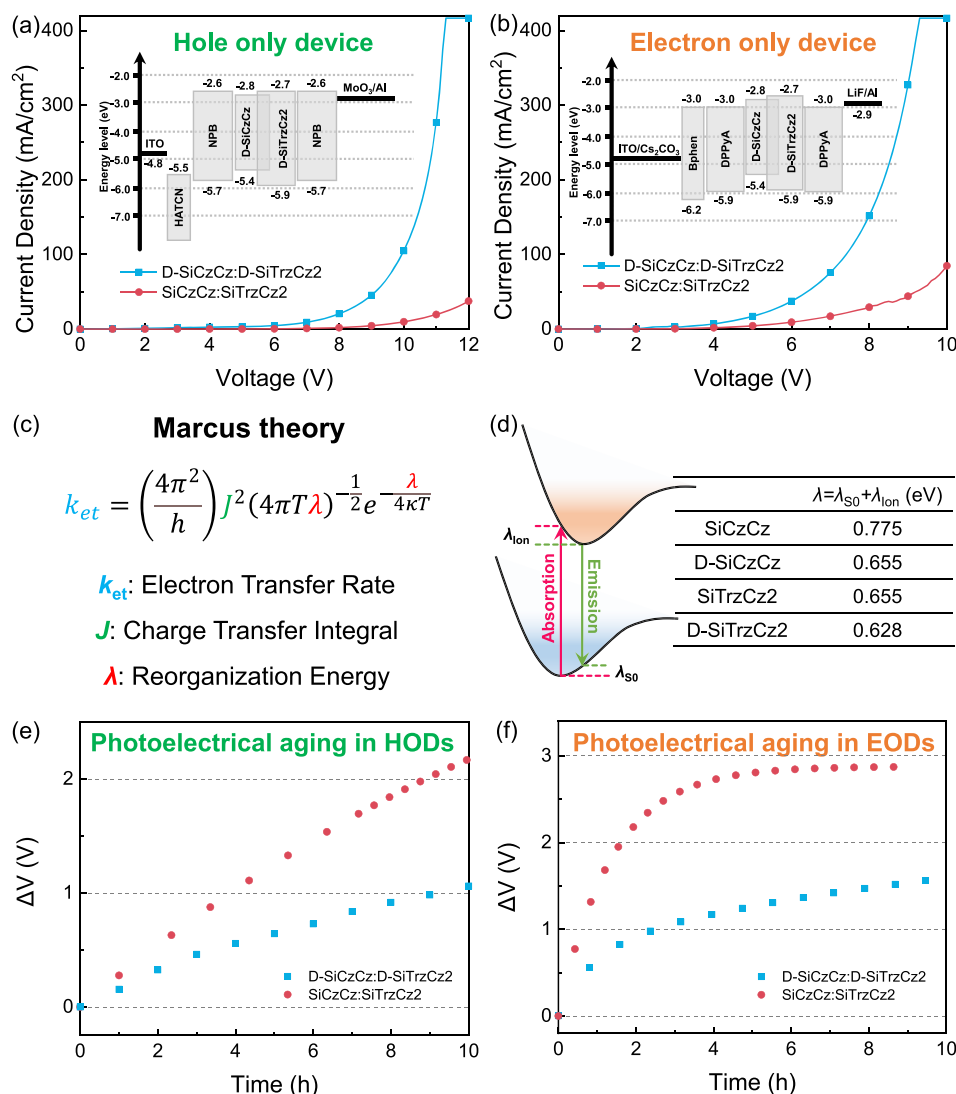 (a)
Hole only device
Current Density (mA/cm²)
400
300
200
100
0
0 2 4 6 8 10 12
Voltage (V)
Energy level (eV)
-2.0
-3.0
-4.0
-5.0
-6.0
-7.0
ITO
-4.8
-5.5
HATCN
-2.6
NPB
-5.7
-2.8
D-SiCzCz
-5.4
-2.7
D-SiTrzCz2
-5.9
-2.6
NPB
-5.7
MoO₃/Al
D-SiCzCz:D-SiTrzCz2
SiCzCz:SiTrzCz2
(b)
Electron only device
Current Density (mA/cm²)
400
300
200
100
0
0 2 4 6 8 10
Voltage (V)
Energy level (eV)
-2.0
-3.0
-4.0
-5.0
-6.0
-7.0
ITO/Cs₂CO₃
-3.0
Bphen
-6.2
-3.0
DPPyA
-5.9
-2.8
D-SiCzCz
-5.4
-2.7
D-SiTrzCz2
-5.9
-3.0
DPPyA
-5.9
LiF/Al
-2.9
D-SiCzCz:D-SiTrzCz2
SiCzCz:SiTrzCz2
(c)
Marcus theory
k_et = (4π²/h) J² (4πTλ)^(-1/2) e^(-λ/4κT)
k_et: Electron Transfer Rate
J: Charge Transfer Integral
λ: Reorganization Energy
(d)
λ_Ion
Absorption
Emission
λ_S0
λ=λ_S0+λ_Ion (eV)
SiCzCz 0.775
D-SiCzCz 0.655
SiTrzCz2 0.655
D-SiTrzCz2 0.628
(e)
Photoelectrical aging in HODs
ΔV (V)
2
1
0
0 2 4 6 8 10
Time (h)
D-SiCzCz:D-SiTrzCz2
SiCzCz:SiTrzCz2
(f)
Photoelectrical aging in EODs
ΔV (V)
3
2
1
0
0 2 4 6 8 10
Time (h)
D-SiCzCz:D-SiTrzCz2
SiCzCz:SiTrzCz2